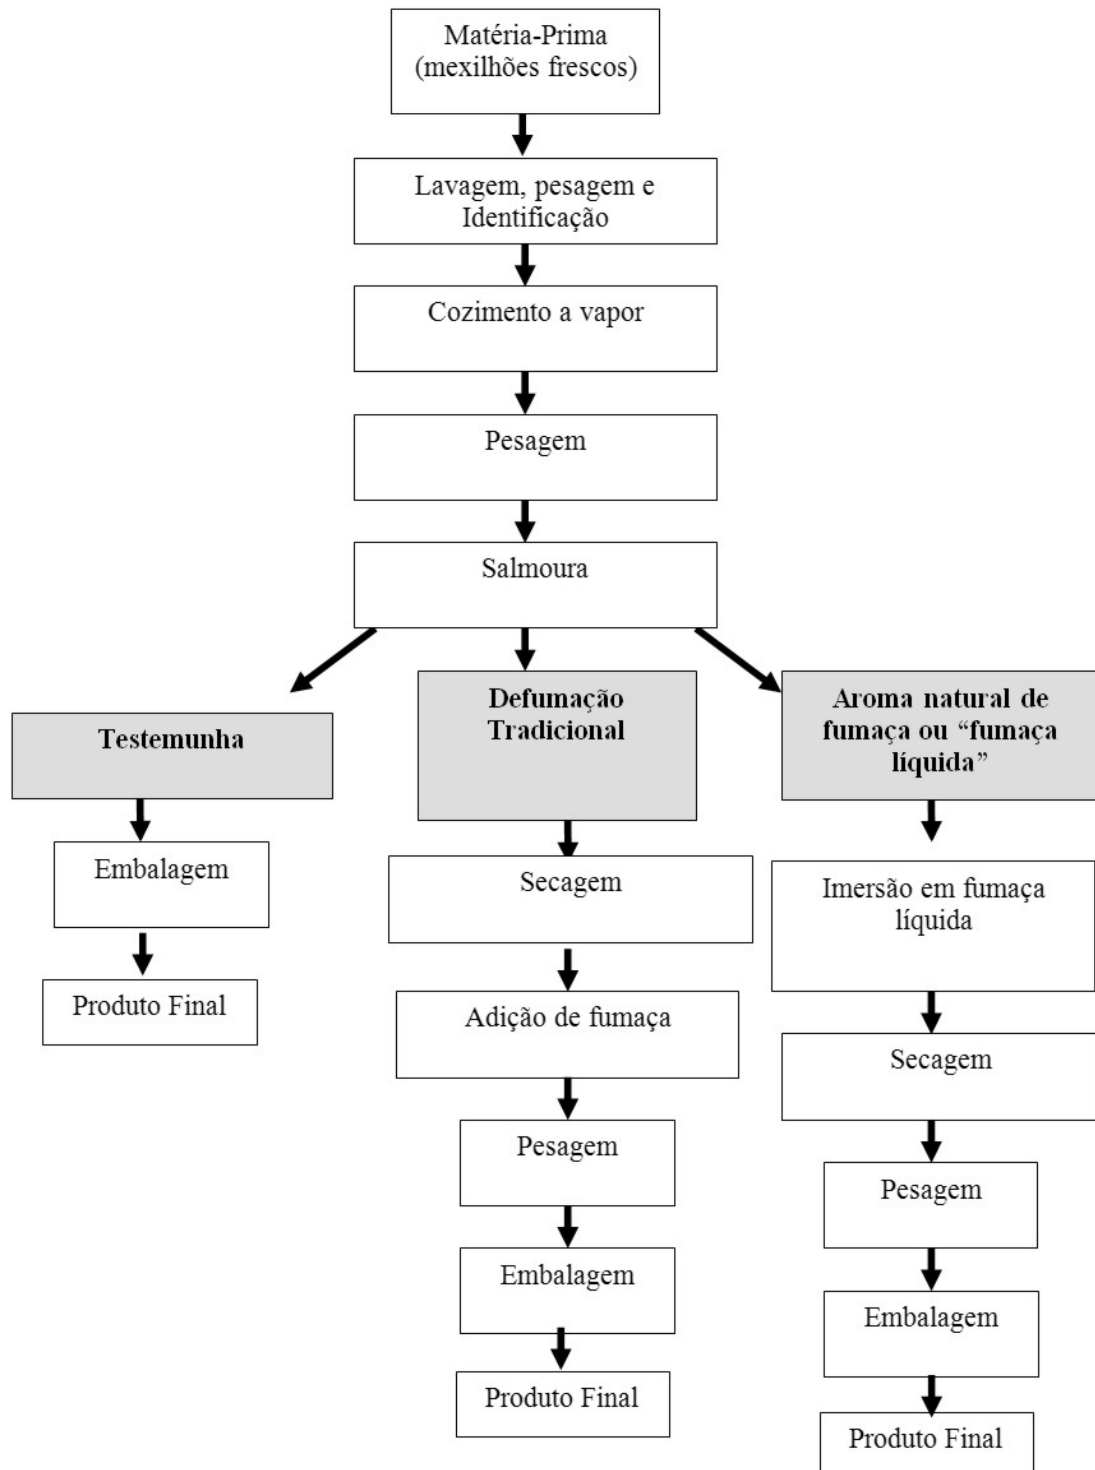 Matéria-Prima
(mexilhões frescos)
Lavagem, pesagem e
Identificação
Cozimento a vapor
Pesagem
Salmoura
Testemunha
Embalagem
Produto Final
Defumação
Tradicional
Secagem
Adição de fumaça
Pesagem
Embalagem
Produto Final
Aroma natural de
fumaça ou “fumaça
líquida”
Imersão em fumaça
líquida
Secagem
Pesagem
Embalagem
Produto Final